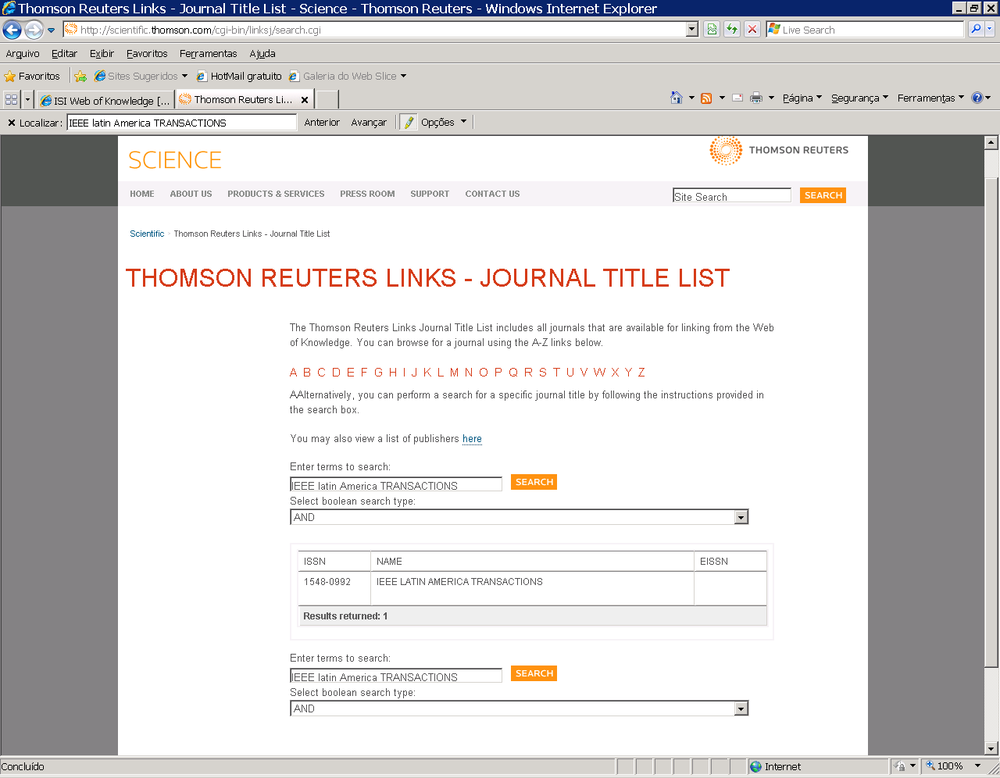 Thomson Reuters Links - Journal Title List - Science - Thomson Reuters - Windows Internet Explorer
http://scientific.thomson.com/cgi-bin/linksj/search.cgi
Live Search
Arquivo Editar Exibir Favoritos Ferramentas Ajuda
Favoritos Sites Sugeridos HotMail gratuito Galeria do Web Slice
ISI Web of Knowledge [... Thomson Reuters Li... Página Segurança Ferramentas
Localizar: IEEE latin America TRANSACTIONS Anterior Avançar Opções
SCIENCE
THOMSON REUTERS
HOME ABOUT US PRODUCTS & SERVICES PRESS ROOM SUPPORT CONTACT US Site Search SEARCH
Scientific Thomson Reuters Links - Journal Title List
THOMSON REUTERS LINKS - JOURNAL TITLE LIST
The Thomson Reuters Links Journal Title List includes all journals that are available for linking from the Web
of Knowledge. You can browse for a journal using the A-Z links below.
A B C D E F G H I J K L M N O P Q R S T U V W X Y Z
AAlternatively, you can perform a search for a specific journal title by following the instructions provided in
the search box.
You may also view a list of publishers here
Enter terms to search:
IEEE latin America TRANSACTIONS SEARCH
Select boolean search type:
AND
ISSN NAME EISSN
1548-0992 IEEE LATIN AMERICA TRANSACTIONS
Results returned: 1
Enter terms to search:
IEEE latin America TRANSACTIONS SEARCH
Select boolean search type:
AND
Concluído Internet 100%